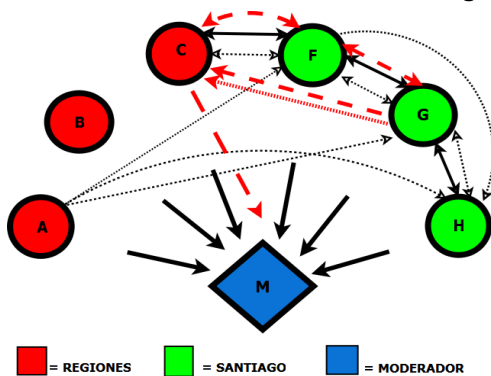 C
F
B
G
A
H
M
= REGIONES
= SANTIAGO
= MODERADOR